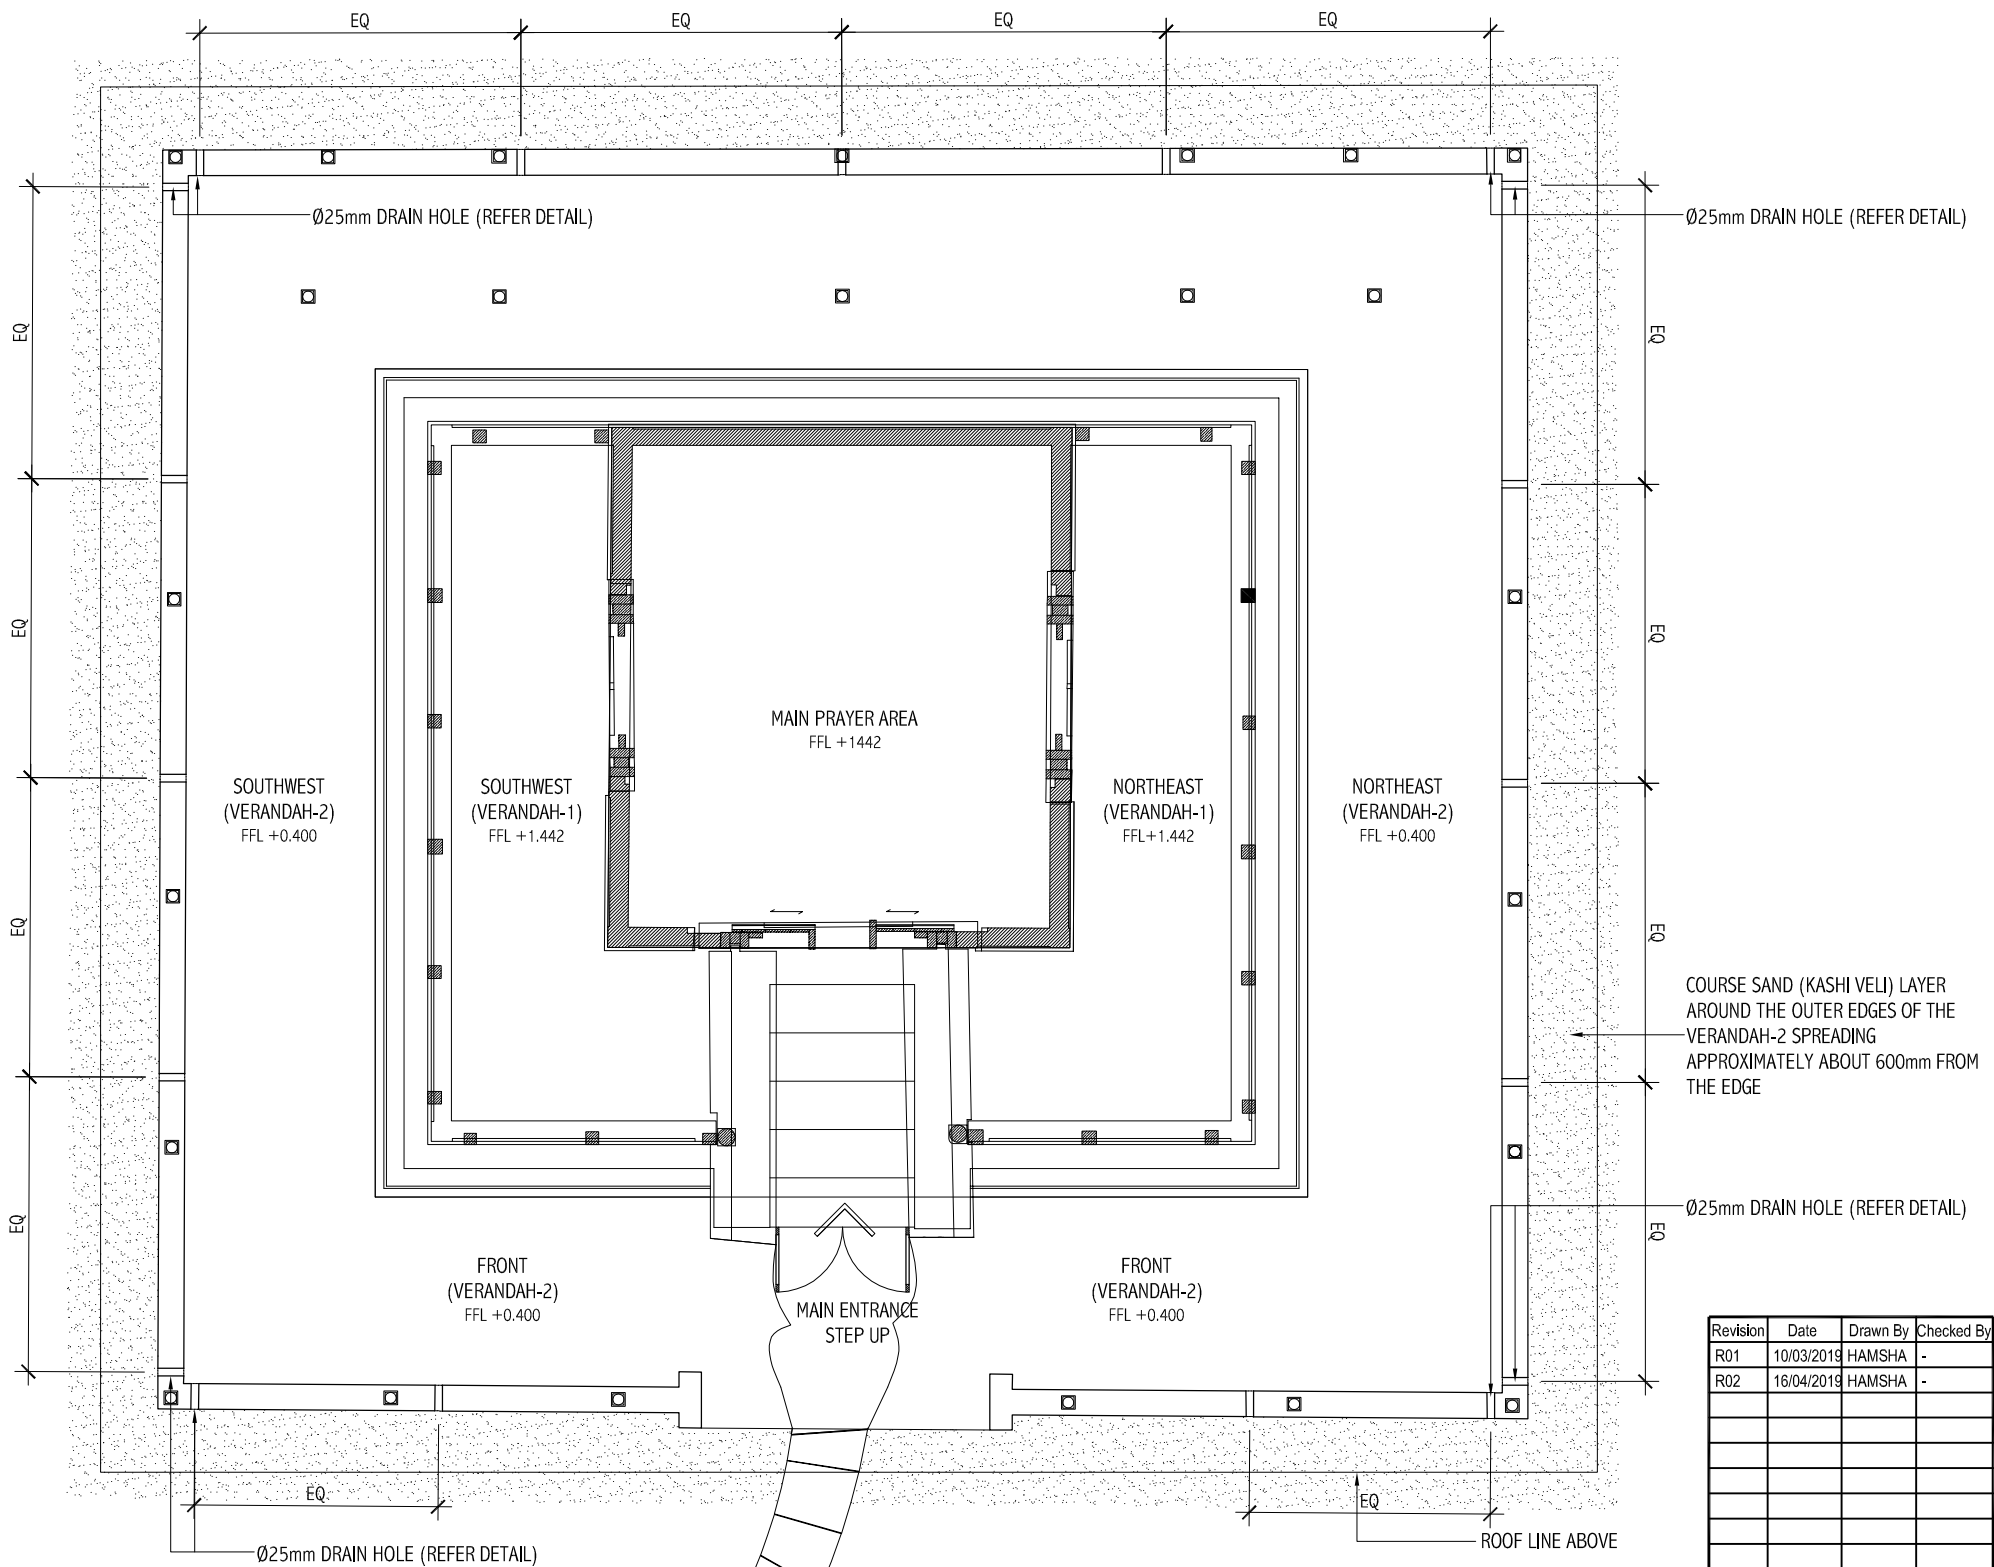 EQ
EQ
EQ
EQ
Ø25mm DRAIN HOLE (REFER DETAIL)
Ø25mm DRAIN HOLE (REFER DETAIL)
EQ
EQ
EQ
EQ
MAIN PRAYER AREA
FFL +1442
SOUTHWEST
(VERANDAH-2)
FFL +0.400
SOUTHWEST
(VERANDAH-1)
FFL +1.442
NORTHEAST
(VERANDAH-1)
FFL+1.442
NORTHEAST
(VERANDAH-2)
FFL +0.400
EQ
EQ
COURSE SAND (KASHI VELI) LAYER
AROUND THE OUTER EDGES OF THE
VERANDAH-2 SPREADING
APPROXIMATELY ABOUT 600mm FROM
THE EDGE
Ø25mm DRAIN HOLE (REFER DETAIL)
EQ
EQ
FRONT
(VERANDAH-2)
FFL +0.400
MAIN ENTRANCE
STEP UP
FRONT
(VERANDAH-2)
FFL +0.400
Revision Date Drawn By Checked By
R01 10/03/2019 HAMSHA -
R02 16/04/2019 HAMSHA -
EQ
EQ
Ø25mm DRAIN HOLE (REFER DETAIL)
ROOF LINE ABOVE